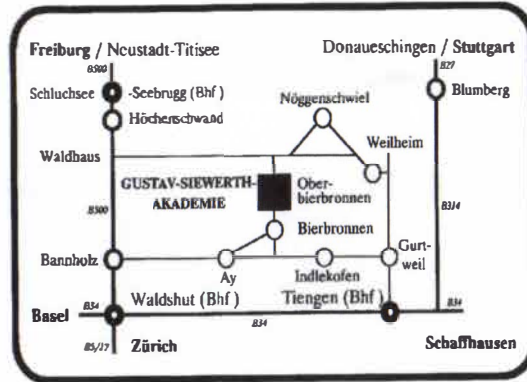 Freiburg / Neustadt-Titisee
Donaueschingen / Stuttgart
B500
B27
Schluchsee
-Seebrugg (Bhf)
Blumberg
Nöggenschwiel
Höchenschwand
Weilheim
Waldhaus
GUSTAV-SIEWERTH-
AKADEMIE
Ober-
bierbronnen
B500
B314
Bierbronnen
Gurt-
weil
Bannholz
Ay
Indlekofen
B34
Waldshut (Bhf)
Tiengen (Bhf)
B34
Basel
B34
B5/17
Zürich
Schaffhausen